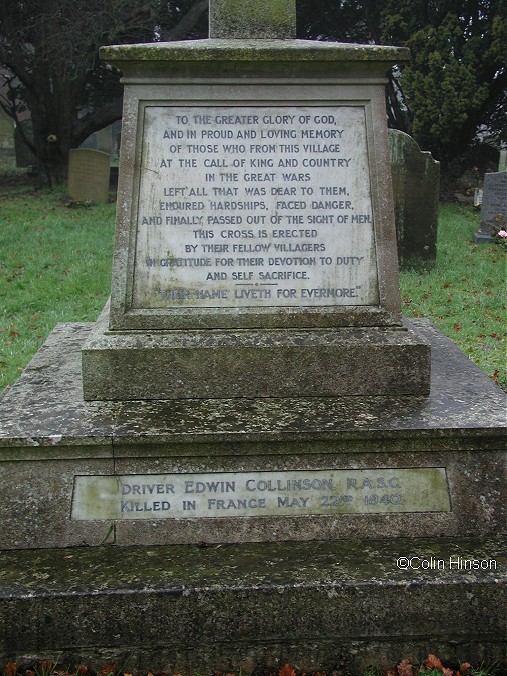 TO THE GREATER GLORY OF GOD,
AND IN PROUD AND LOVING MEMORY
OF THOSE WHO FROM THIS VILLAGE
AT THE CALL OF KING AND COUNTRY
IN THE GREAT WARS
LEFT ALL THAT WAS DEAR TO THEM,
ENDURED HARDSHIPS, FACED DANGER,
AND FINALLY PASSED OUT OF THE SIGHT OF MEN.
THIS CROSS IS ERECTED
BY THEIR FELLOW VILLAGERS
IN GRATITUDE FOR THEIR DEVOTION TO DUTY
AND SELF SACRIFICE.
"THEIR NAME LIVETH FOR EVERMORE."
DRIVER EDWIN COLLINSON, R.A.S.C.
KILLED IN FRANCE MAY 22ND 1940.
©Colin Hinson